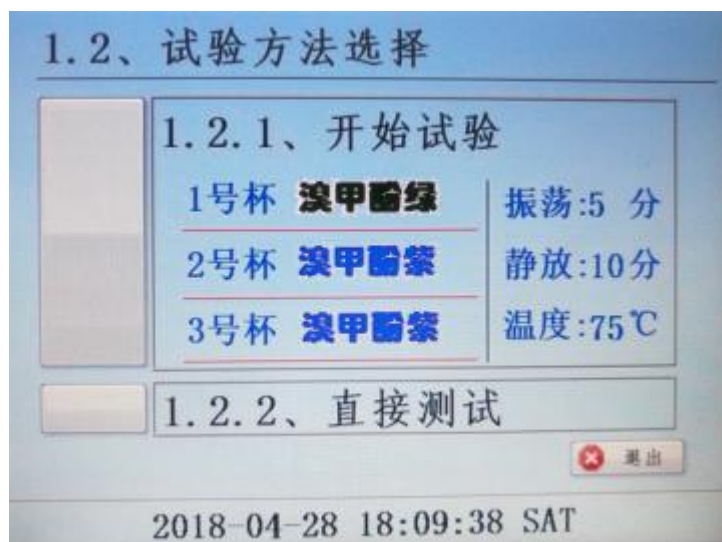 1.2、试验方法选择
1.2.1、开始试验
1号杯 溴甲酚绿 振荡:5 分
2号杯 溴甲酚紫 静放:10分
3号杯 溴甲酚紫 温度:75℃
1.2.2、直接测试
退出
2018-04-28 18:09:38 SAT